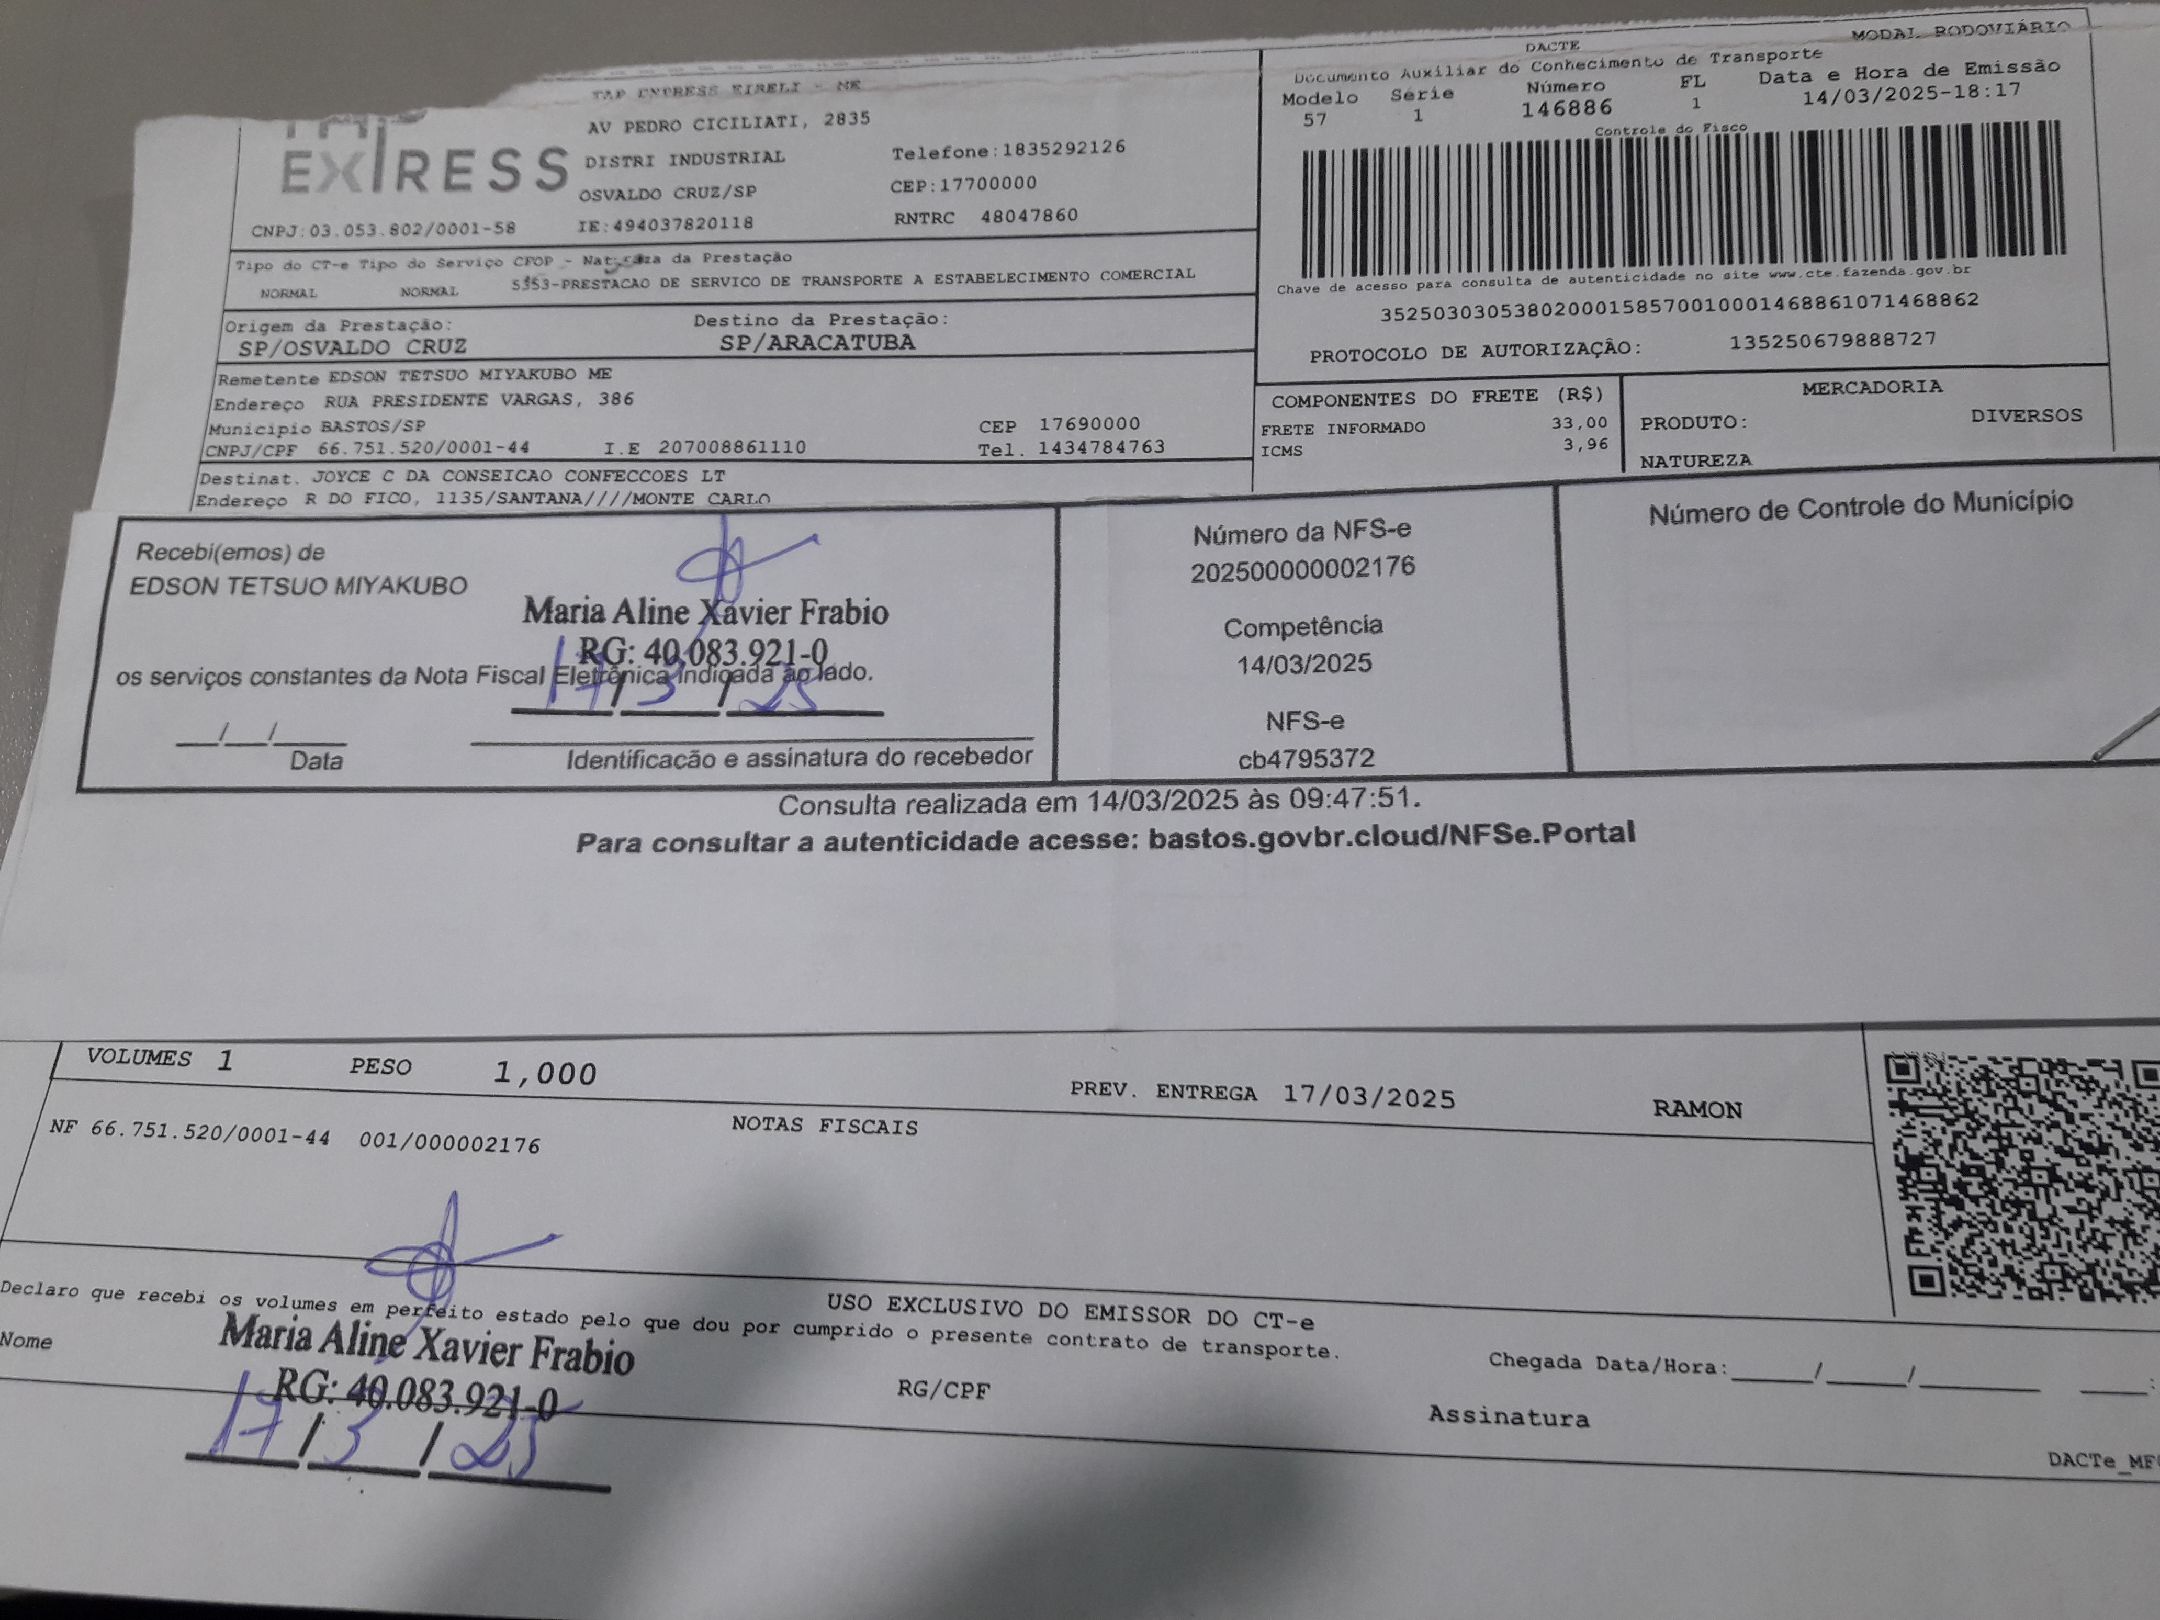 TAP EXPRESS EIRELI - ME
AV PEDRO CICILIATI, 2835
DISTRI INDUSTRIAL Telefone:1835292126
OSVALDO CRUZ/SP CEP:17700000
CNPJ:03.053.802/0001-58 IE:494037820118 RNTRC 48047860
EXPRESS
Tipo do CT-e Tipo do Serviço CFOP - Natureza da Prestação
NORMAL NORMAL 5353-PRESTACAO DE SERVICO DE TRANSPORTE A ESTABELECIMENTO COMERCIAL
Origem da Prestação: Destino da Prestação:
SP/OSVALDO CRUZ SP/ARACATUBA
Remetente EDSON TETSUO MIYAKUBO ME
Endereço RUA PRESIDENTE VARGAS, 386
Municipio BASTOS/SP CEP 17690000
CNPJ/CPF 66.751.520/0001-44 I.E 207008861110 Tel. 1434784763
Destinat. JOYCE C DA CONSEICAO CONFECCOES LT
Endereço R DO FICO, 1135/SANTANA////MONTE CARLO
DACTE MODAL RODOVIÁRIO
Documento Auxiliar do Conhecimento de Transporte
Modelo Série Número FL Data e Hora de Emissão
57 1 146886 1 14/03/2025-18:17
Controle do Fisco
Chave de acesso para consulta de autenticidade no site www.cte.fazenda.gov.br
35250303053802000158570010001468861071468862
PROTOCOLO DE AUTORIZAÇÃO: 135250679888727
COMPONENTES DO FRETE (R$)
FRETE INFORMADO 33,00
ICMS 3,96
MERCADORIA
PRODUTO: DIVERSOS
NATUREZA
Recebi(emos) de
EDSON TETSUO MIYAKUBO
Maria Aline Xavier Frabio
RG: 40.083.921-0
os serviços constantes da Nota Fiscal Eletrônica indicada ao lado.
17/3/25
__/__/____
Data
Identificação e assinatura do recebedor
Número da NFS-e
202500000002176
Competência
14/03/2025
NFS-e
cb4795372
Número de Controle do Município
Consulta realizada em 14/03/2025 às 09:47:51.
Para consultar a autenticidade acesse: bastos.govbr.cloud/NFSe.Portal
VOLUMES 1 PESO 1,000 PREV. ENTREGA 17/03/2025 RAMON
NOTAS FISCAIS
NF 66.751.520/0001-44 001/000002176
USO EXCLUSIVO DO EMISSOR DO CT-e
Declaro que recebi os volumes em perfeito estado pelo que dou por cumprido o presente contrato de transporte.
Nome
Maria Aline Xavier Frabio
RG: 40.083.921-0
17/3/25
RG/CPF
Chegada Data/Hora:_____/_____/________ ____:
Assinatura